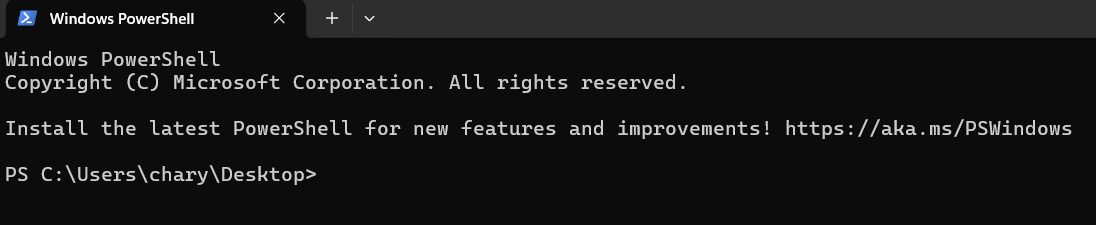 Windows PowerShell
Windows PowerShell
Copyright (C) Microsoft Corporation. All rights reserved.
Install the latest PowerShell for new features and improvements! https://aka.ms/PSWindows
PS C:\Users\chary\Desktop>